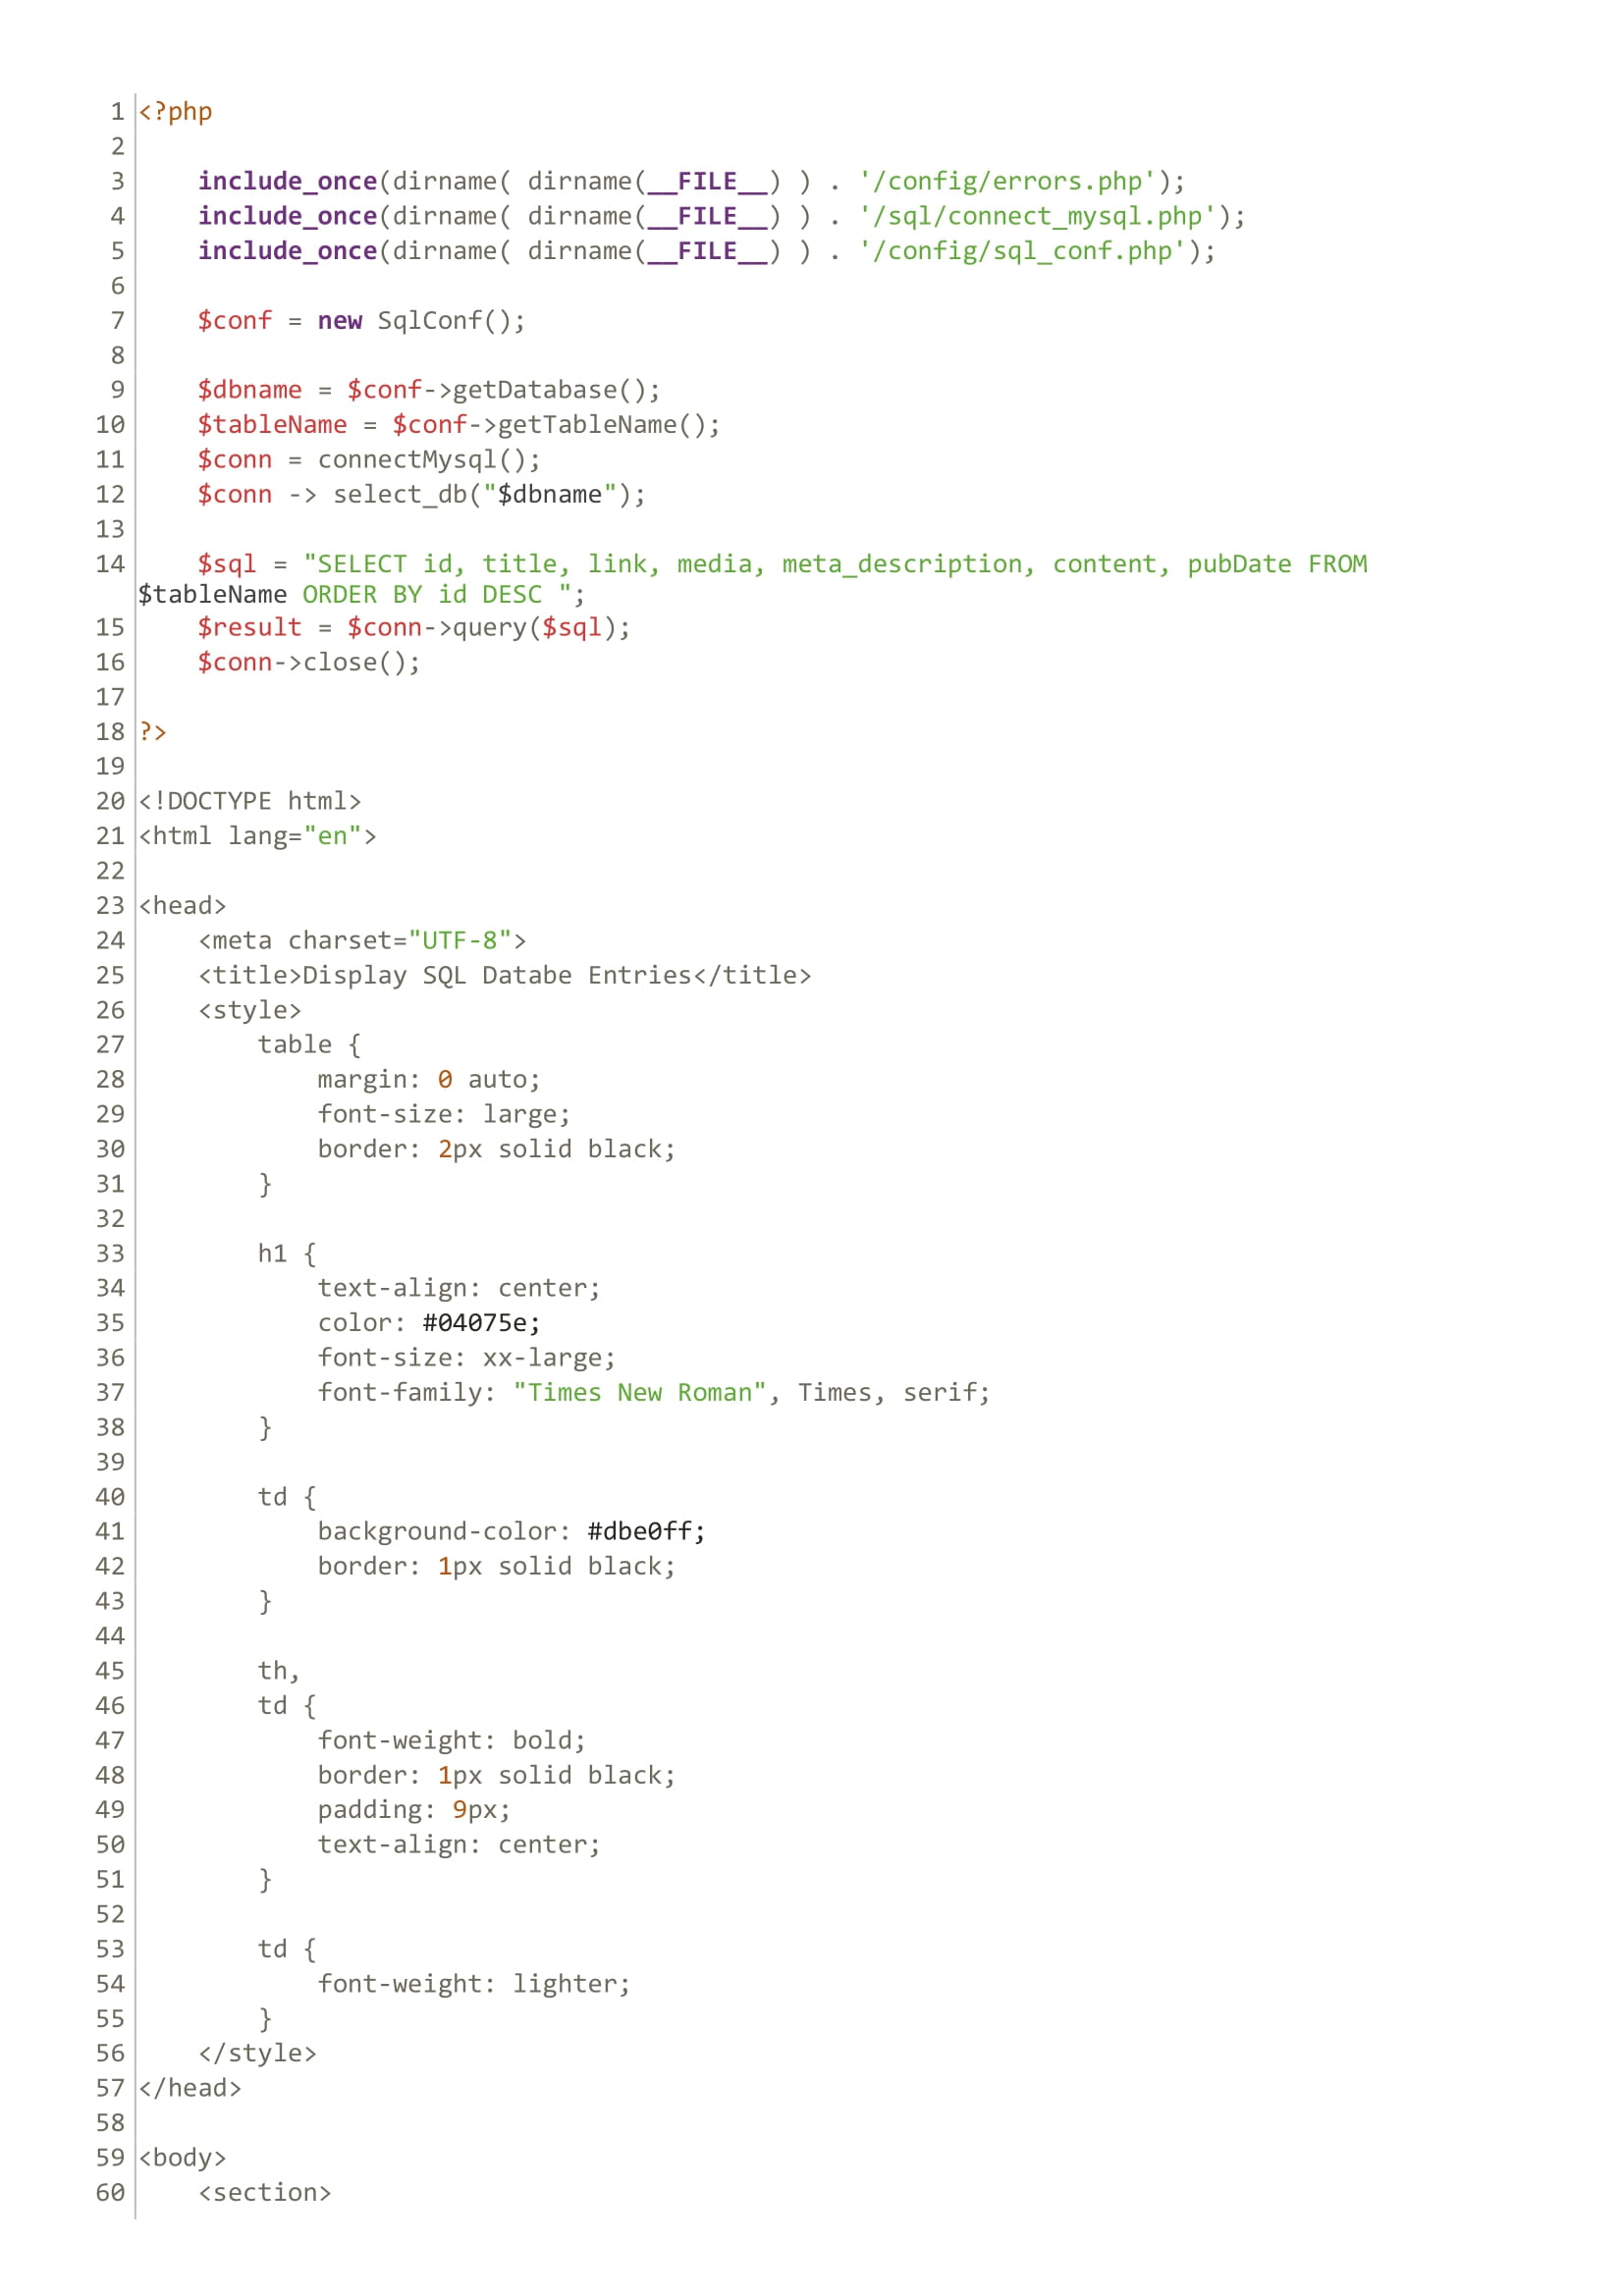 1 <?php
2
3     include_once(dirname( dirname(__FILE__) ) . '/config/errors.php');
4     include_once(dirname( dirname(__FILE__) ) . '/sql/connect_mysql.php');
5     include_once(dirname( dirname(__FILE__) ) . '/config/sql_conf.php');
6
7     $conf = new SqlConf();
8
9     $dbname = $conf->getDatabase();
10     $tableName = $conf->getTableName();
11     $conn = connectMysql();
12     $conn -> select_db("$dbname");
13
14     $sql = "SELECT id, title, link, media, meta_description, content, pubDate FROM
$tableName ORDER BY id DESC ";
15     $result = $conn->query($sql);
16     $conn->close();
17
18 ?>
19
20 <!DOCTYPE html>
21 <html lang="en">
22
23 <head>
24     <meta charset="UTF-8">
25     <title>Display SQL Databe Entries</title>
26     <style>
27         table {
28             margin: 0 auto;
29             font-size: large;
30             border: 2px solid black;
31         }
32
33         h1 {
34             text-align: center;
35             color: #04075e;
36             font-size: xx-large;
37             font-family: "Times New Roman", Times, serif;
38         }
39
40         td {
41             background-color: #dbe0ff;
42             border: 1px solid black;
43         }
44
45         th,
46         td {
47             font-weight: bold;
48             border: 1px solid black;
49             padding: 9px;
50             text-align: center;
51         }
52
53         td {
54             font-weight: lighter;
55         }
56     </style>
57 </head>
58
59 <body>
60     <section>